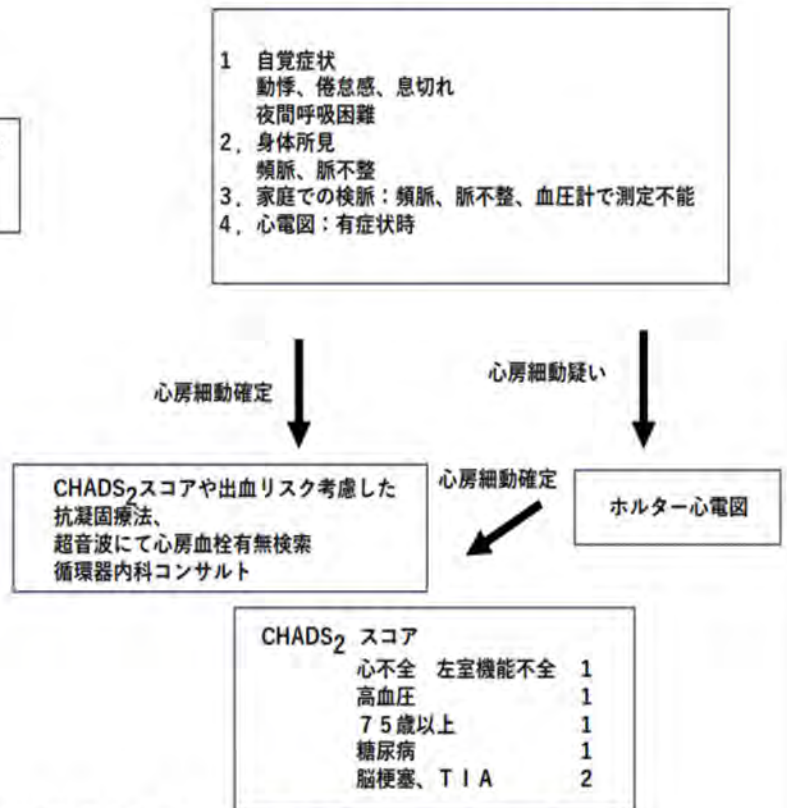 1 自覚症状
動悸、倦怠感、息切れ
夜間呼吸困難
2．身体所見
頻脈、脈不整
3．家庭での検脈：頻脈、脈不整、血圧計で測定不能
4．心電図：有症状時
心房細動確定
心房細動疑い
CHADS2スコアや出血リスク考慮した
抗凝固療法、
超音波にて心房血栓有無検索
循環器内科コンサルト
心房細動確定
ホルター心電図
CHADS2 スコア
心不全 左室機能不全 1
高血圧 1
７５歳以上 1
糖尿病 1
脳梗塞、ＴＩＡ 2